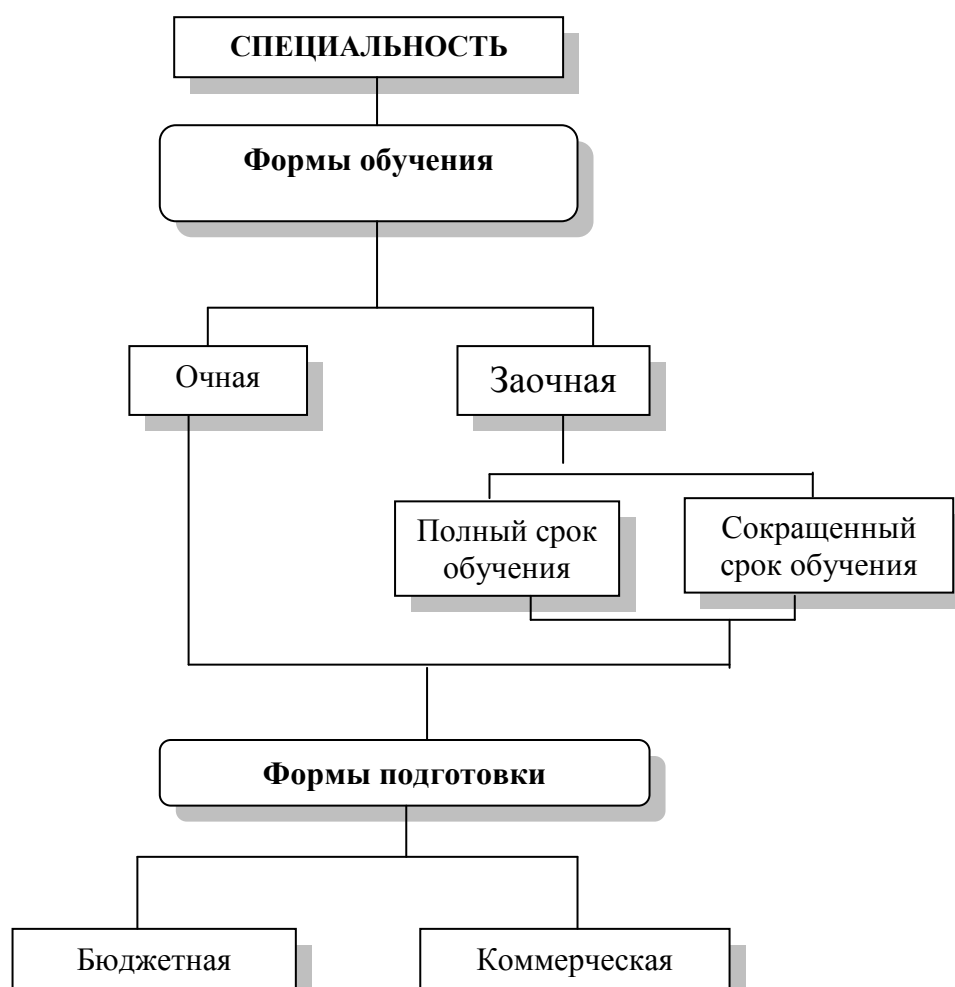 СПЕЦИАЛЬНОСТЬ
Формы обучения
Очная
Заочная
Полный срок
обучения
Сокращенный
срок обучения
Формы подготовки
Бюджетная
Коммерческая